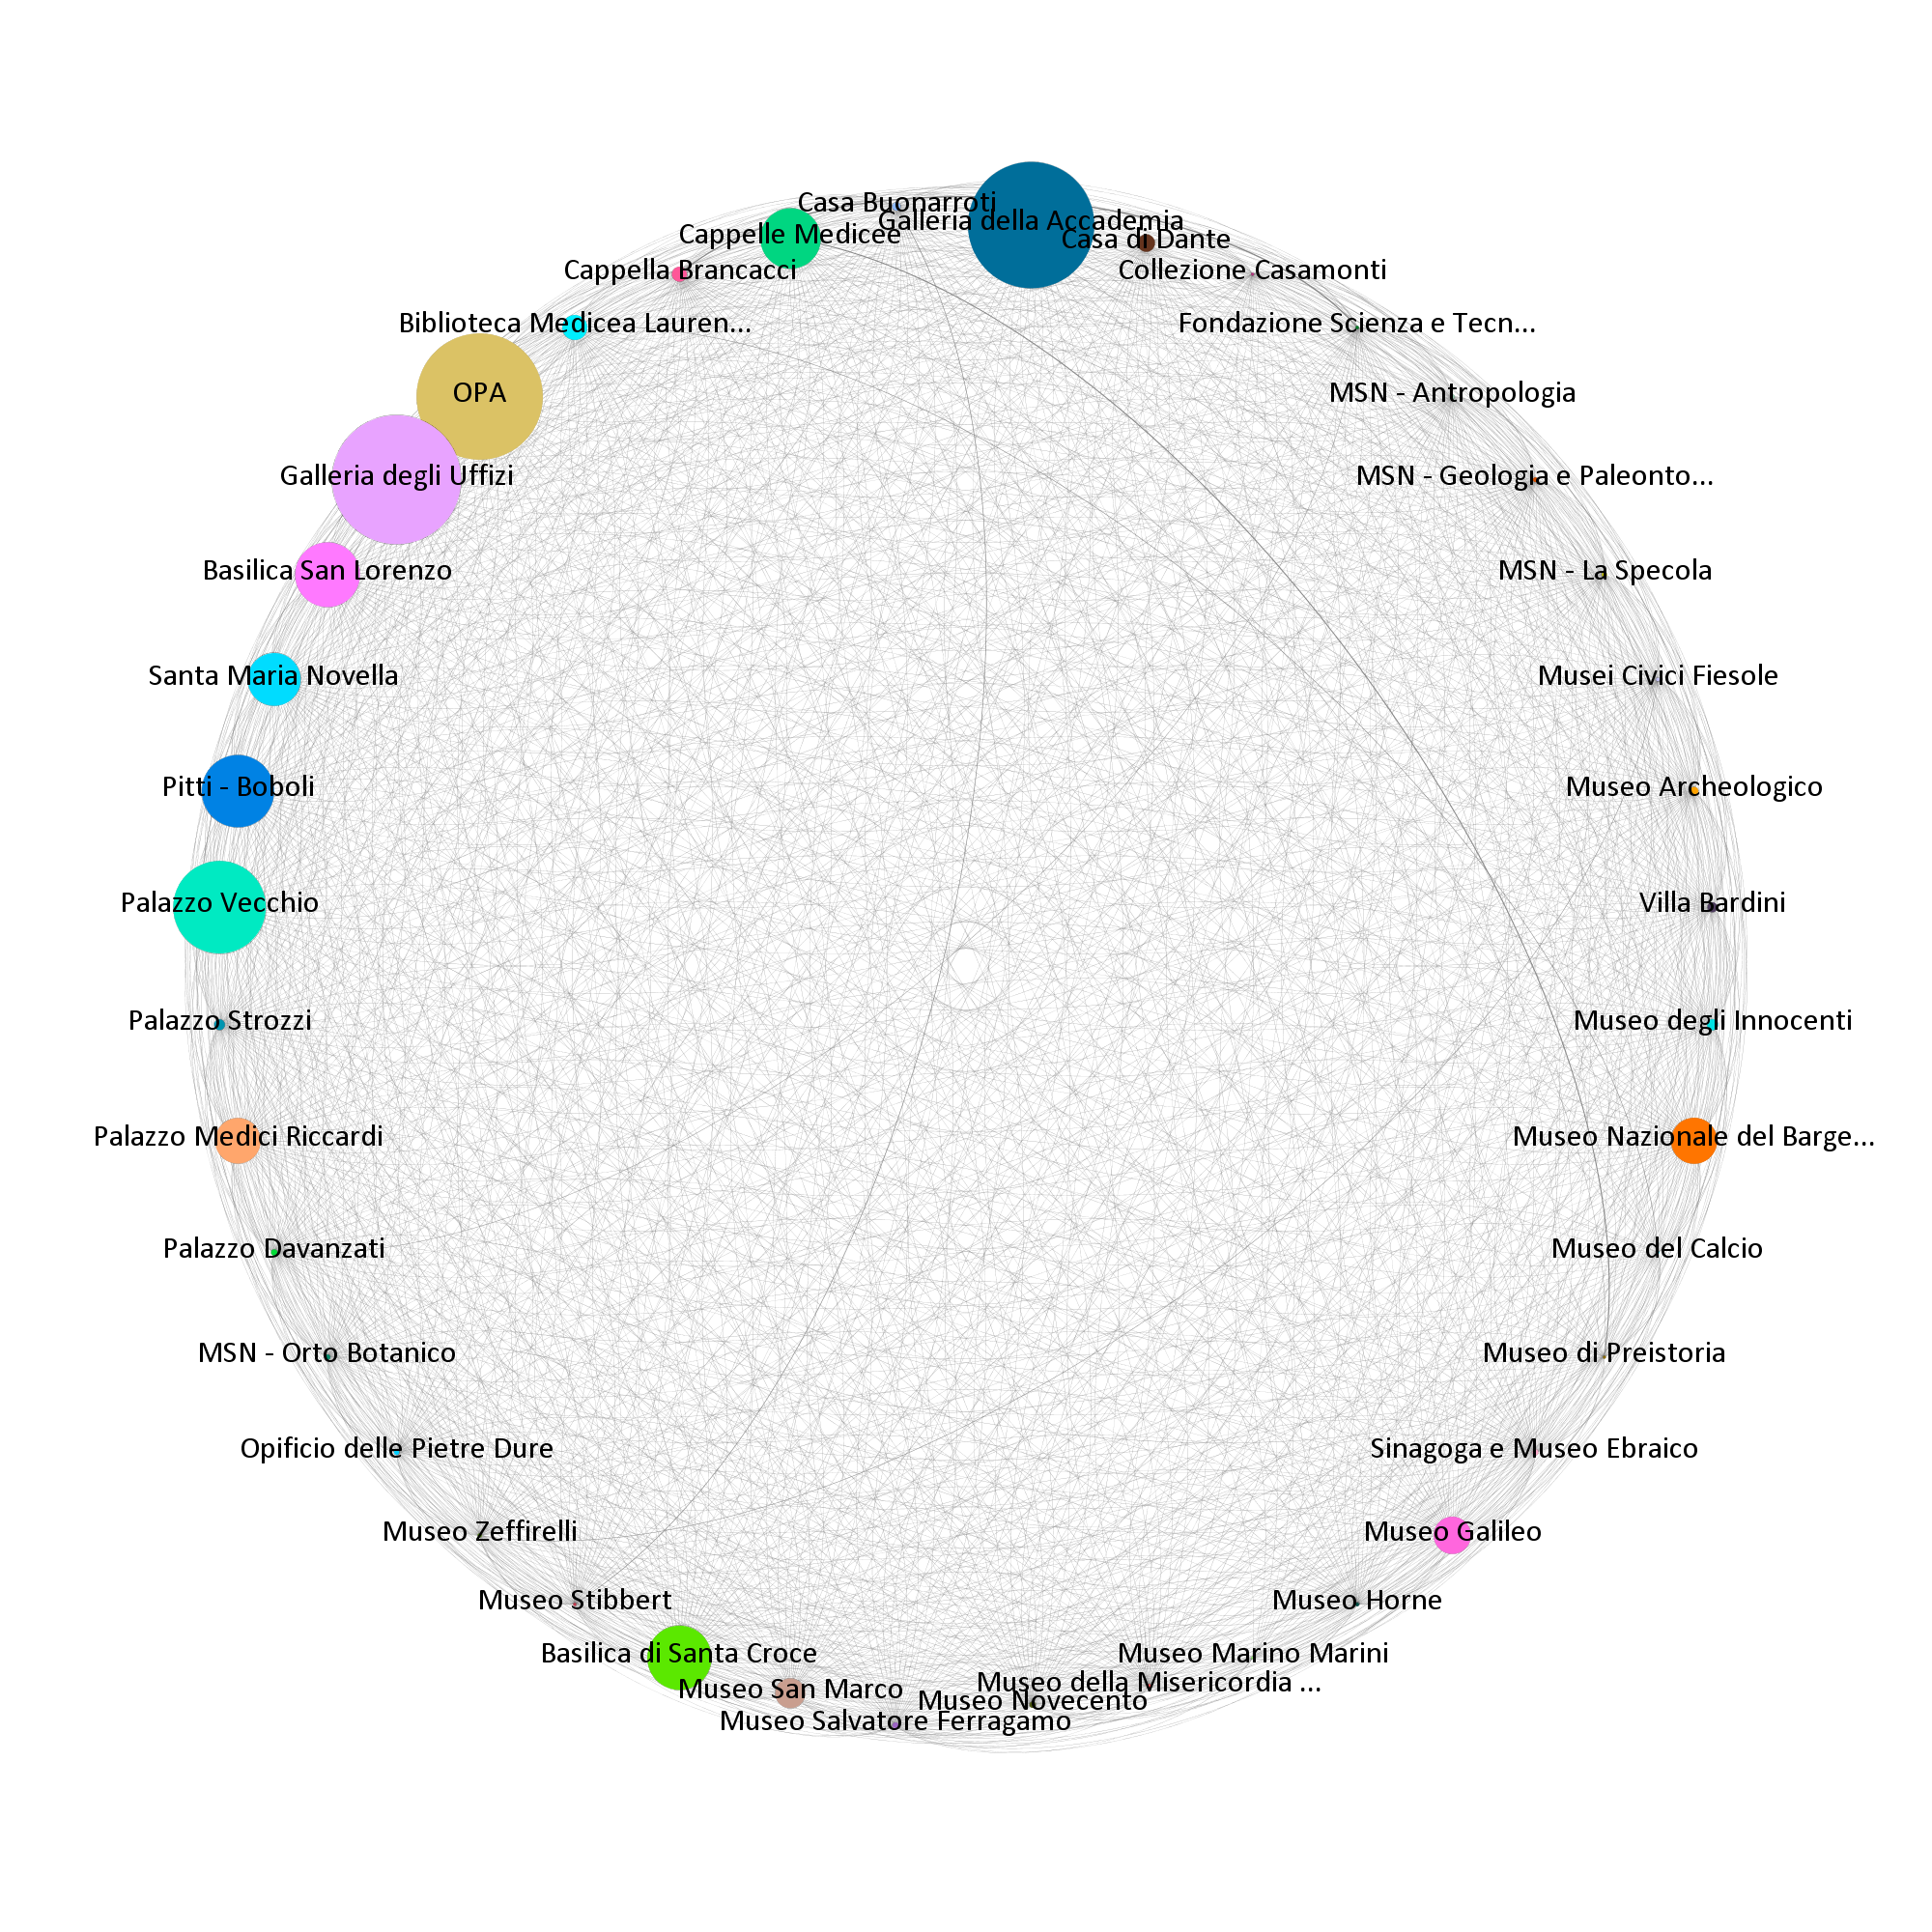 Casa Buonarroti
Galleria della Accademia
Cappelle Medicee
Casa di Dante
Cappella Brancacci
Collezione Casamonti
Biblioteca Medicea Lauren...
Fondazione Scienza e Tecn...
OPA
MSN - Antropologia
Galleria degli Uffizi
MSN - Geologia e Paleonto...
Basilica San Lorenzo
MSN - La Specola
Santa Maria Novella
Musei Civici Fiesole
Pitti - Boboli
Museo Archeologico
Palazzo Vecchio
Villa Bardini
Palazzo Strozzi
Museo degli Innocenti
Palazzo Medici Riccardi
Museo Nazionale del Barge...
Palazzo Davanzati
Museo del Calcio
MSN - Orto Botanico
Museo di Preistoria
Opificio delle Pietre Dure
Sinagoga e Museo Ebraico
Museo Zeffirelli
Museo Galileo
Museo Stibbert
Museo Horne
Basilica di Santa Croce
Museo Marino Marini
Museo San Marco
Museo della Misericordia ...
Museo Novecento
Museo Salvatore Ferragamo